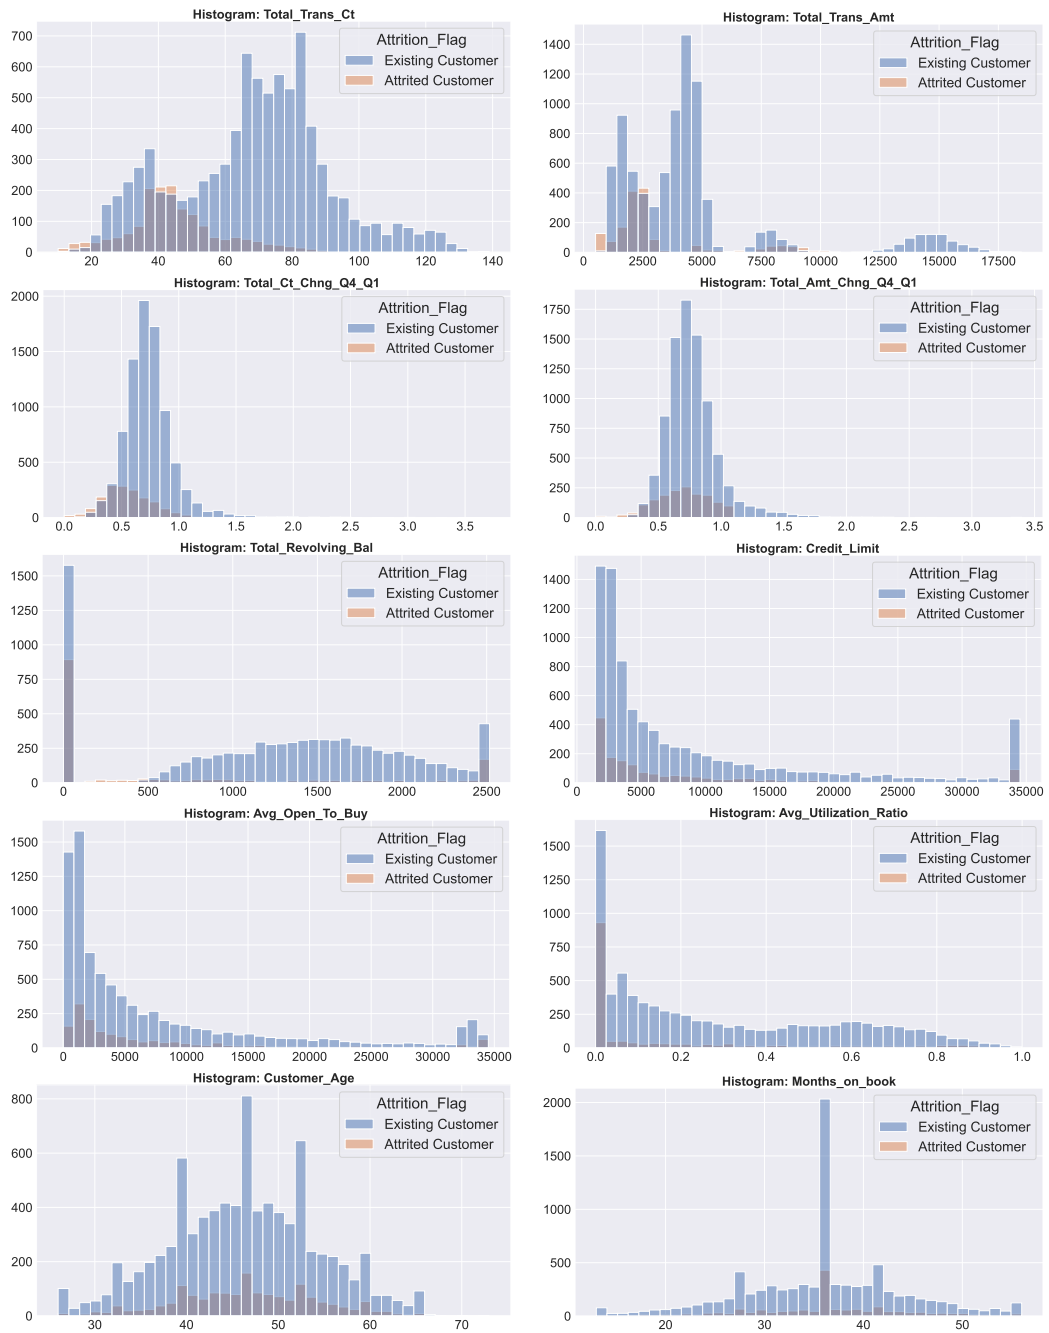 Histogram: Total_Trans_Ct
Attrition_Flag
Existing Customer
Attrited Customer
700
600
500
400
300
200
100
0
20 40 60 80 100 120 140
Histogram: Total_Trans_Amt
Attrition_Flag
Existing Customer
Attrited Customer
1400
1200
1000
800
600
400
200
0
0 2500 5000 7500 10000 12500 15000 17500
Histogram: Total_Ct_Chng_Q4_Q1
Attrition_Flag
Existing Customer
Attrited Customer
2000
1500
1000
500
0
0.0 0.5 1.0 1.5 2.0 2.5 3.0 3.5
Histogram: Total_Amt_Chng_Q4_Q1
Attrition_Flag
Existing Customer
Attrited Customer
1750
1500
1250
1000
750
500
250
0
0.0 0.5 1.0 1.5 2.0 2.5 3.0 3.5
Histogram: Total_Revolving_Bal
Attrition_Flag
Existing Customer
Attrited Customer
1500
1250
1000
750
500
250
0
0 500 1000 1500 2000 2500
Histogram: Credit_Limit
Attrition_Flag
Existing Customer
Attrited Customer
1400
1200
1000
800
600
400
200
0
0 5000 10000 15000 20000 25000 30000 35000
Histogram: Avg_Open_To_Buy
Attrition_Flag
Existing Customer
Attrited Customer
1500
1250
1000
750
500
250
0
0 5000 10000 15000 20000 25000 30000 35000
Histogram: Avg_Utilization_Ratio
Attrition_Flag
Existing Customer
Attrited Customer
1500
1250
1000
750
500
250
0
0.0 0.2 0.4 0.6 0.8 1.0
Histogram: Customer_Age
Attrition_Flag
Existing Customer
Attrited Customer
800
600
400
200
0
30 40 50 60 70
Histogram: Months_on_book
Attrition_Flag
Existing Customer
Attrited Customer
2000
1500
1000
500
0
20 30 40 50